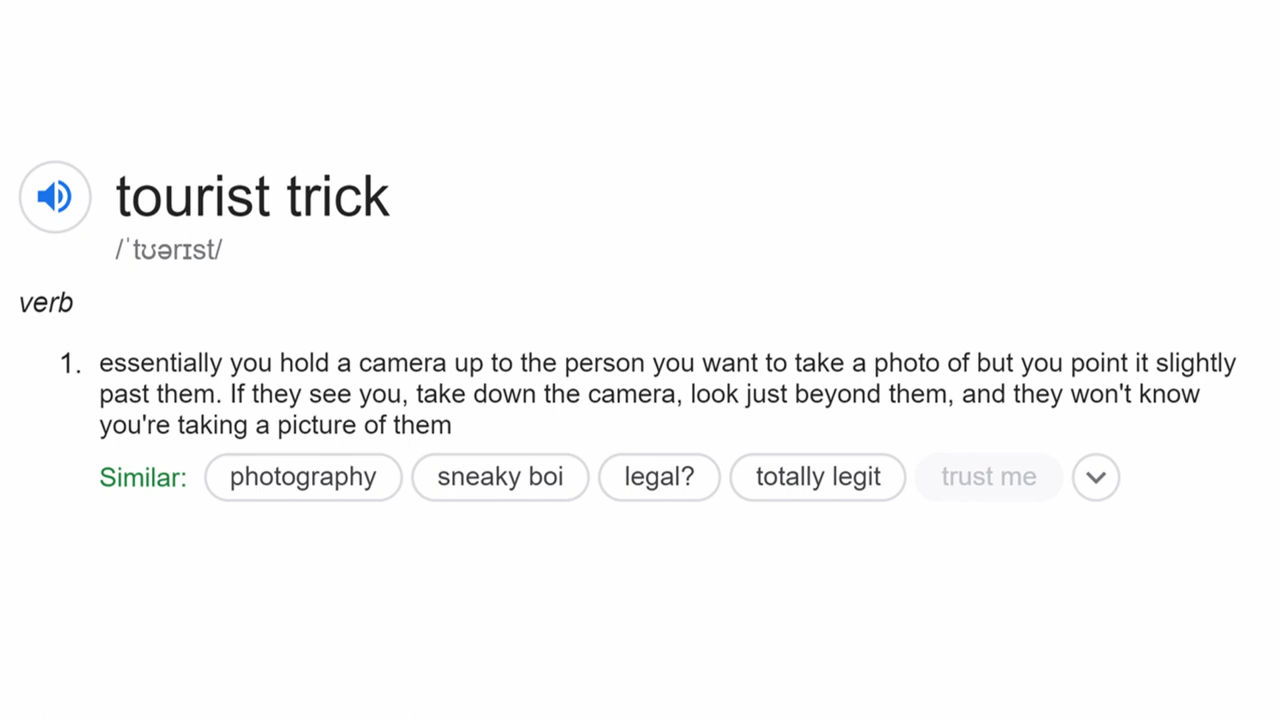 tourist trick
/ˈtʊərɪst/
verb
1. essentially you hold a camera up to the person you want to take a photo of but you point it slightly
past them. If they see you, take down the camera, look just beyond them, and they won't know
you're taking a picture of them
Similar: photography sneaky boi legal? totally legit trust me